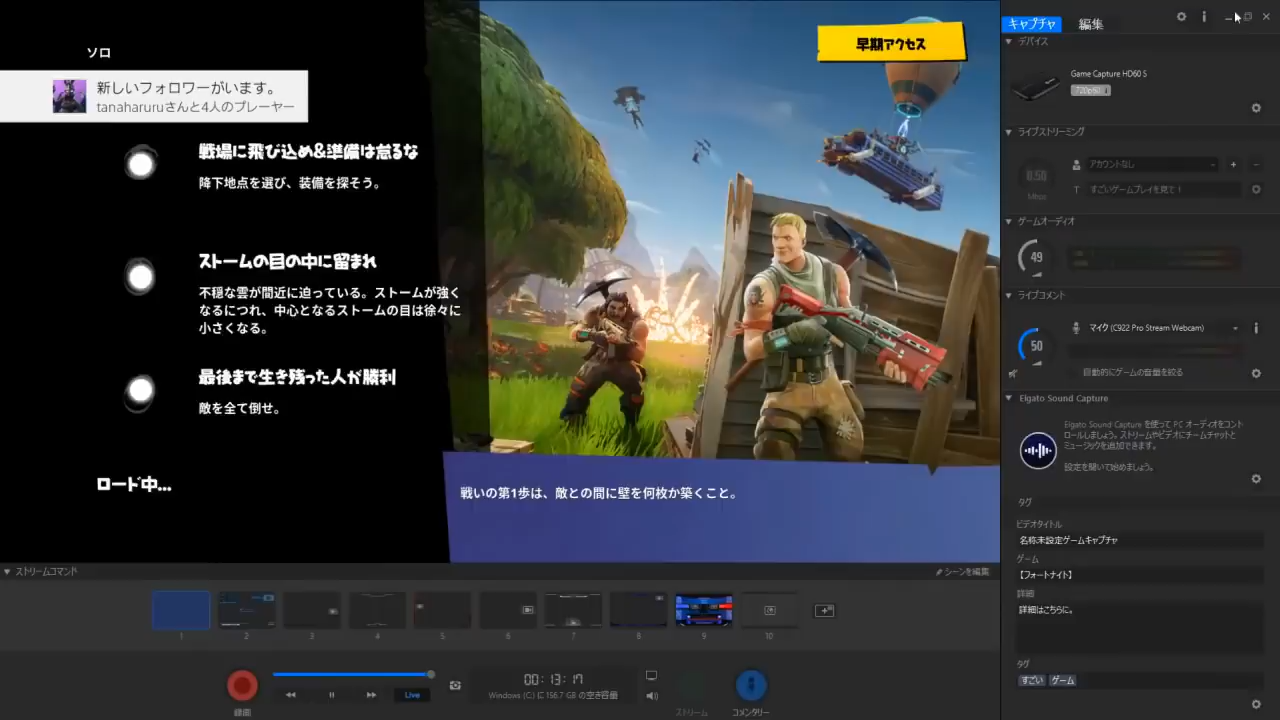 ソロ
新しいフォロワーがいます。
tanaharuruさんと4人のプレーヤー
戦場に飛び込め&準備は怠るな
降下地点を選び、装備を探そう。
ストームの目の中に留まれ
不穏な雲が間近に迫っている。ストームが強く
なるにつれ、中心となるストームの目は徐々に
小さくなる。
最後まで生き残った人が勝利
敵を全て倒せ。
ロード中...
早期アクセス
戦いの第1歩は、敵との間に壁を何枚か築くこと。
キャプチャ
編集
デバイス
Game Capture HD60 S
720p60
ライブストリーミング
0.50
Mbps
アカウントなし
T すごいゲームプレイを見て!
ゲームオーディオ
49
ライブコメント
50
マイク (C922 Pro Stream Webcam)
自動的にゲームの音量を絞る
Elgato Sound Capture
Elgato Sound Capture を使って PC オーディオをコント
ロールしましょう。ストリームやビデオにチームチャットと
ミュージックを追加できます。
設定を開いて始めましょう。
タグ
ビデオタイトル
名称未設定ゲームキャプチャ
ゲーム
【フォートナイト】
詳細
詳細はこちらに。
タグ
すごい ゲーム
ストリームコマンド
シーンを編集
1 2 3 4 5 6 7 8 9 10
録画
Live
00:13:17
Windows (C:) に 156.7 GB の空き容量
ストリーム
コメンタリー